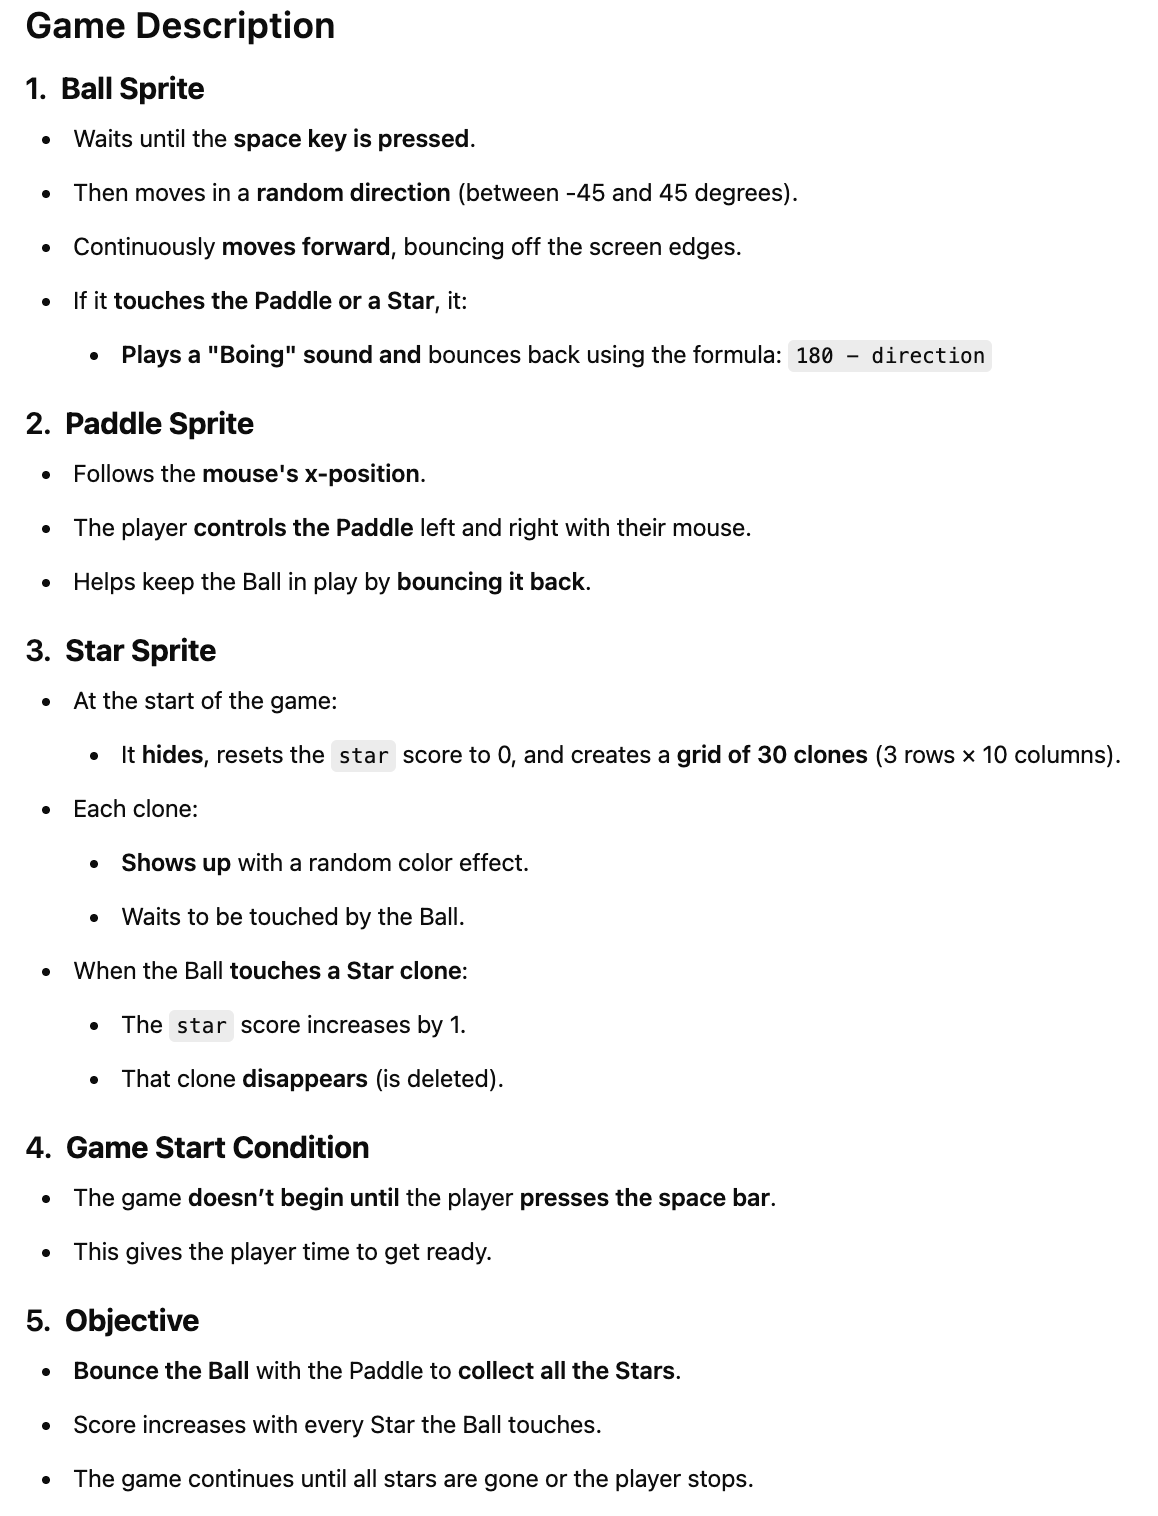 Game Description
1. Ball Sprite
• Waits until the space key is pressed.
• Then moves in a random direction (between -45 and 45 degrees).
• Continuously moves forward, bouncing off the screen edges.
• If it touches the Paddle or a Star, it:
• Plays a "Boing" sound and bounces back using the formula: 180 - direction
2. Paddle Sprite
• Follows the mouse's x-position.
• The player controls the Paddle left and right with their mouse.
• Helps keep the Ball in play by bouncing it back.
3. Star Sprite
• At the start of the game:
• It hides, resets the star score to 0, and creates a grid of 30 clones (3 rows × 10 columns).
• Each clone:
• Shows up with a random color effect.
• Waits to be touched by the Ball.
• When the Ball touches a Star clone:
• The star score increases by 1.
• That clone disappears (is deleted).
4. Game Start Condition
• The game doesn’t begin until the player presses the space bar.
• This gives the player time to get ready.
5. Objective
• Bounce the Ball with the Paddle to collect all the Stars.
• Score increases with every Star the Ball touches.
• The game continues until all stars are gone or the player stops.